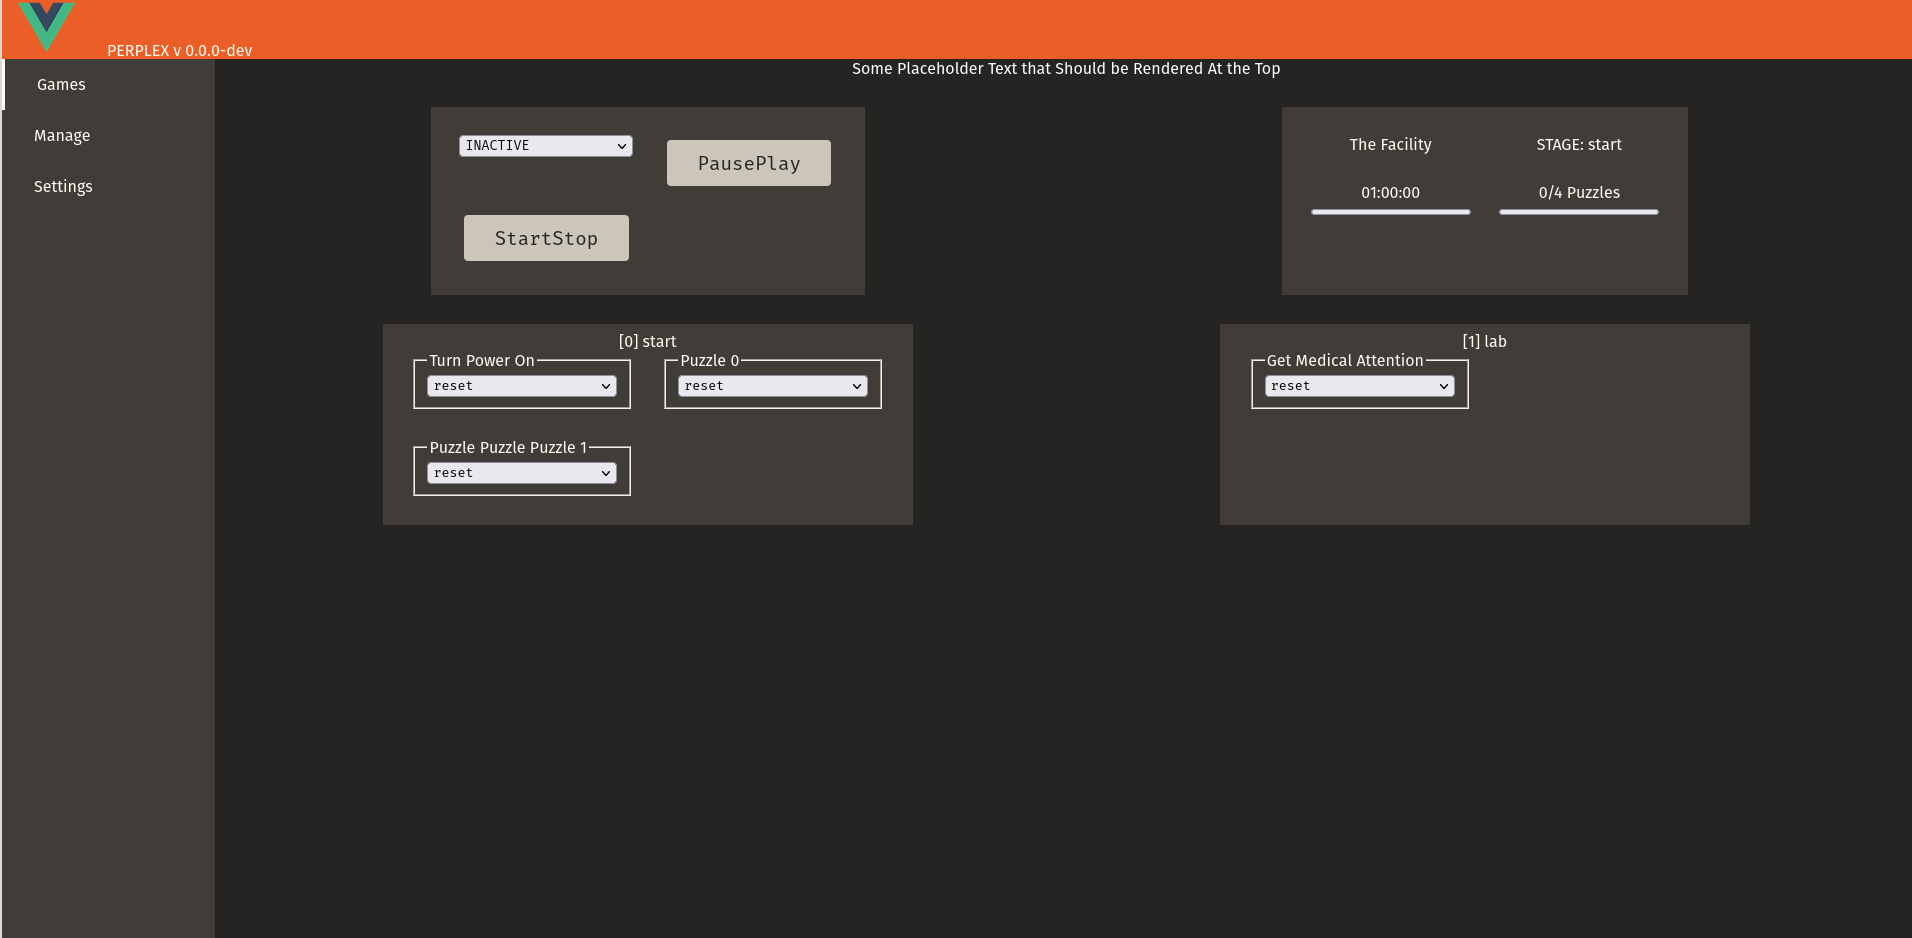 PERPLEX v 0.0.0-dev
Games
Manage
Settings
Some Placeholder Text that Should be Rendered At the Top
INACTIVE
PausePlay
StartStop
The Facility
STAGE: start
01:00:00
0/4 Puzzles
[0] start
Turn Power On
reset
Puzzle 0
reset
Puzzle Puzzle Puzzle 1
reset
[1] lab
Get Medical Attention
reset